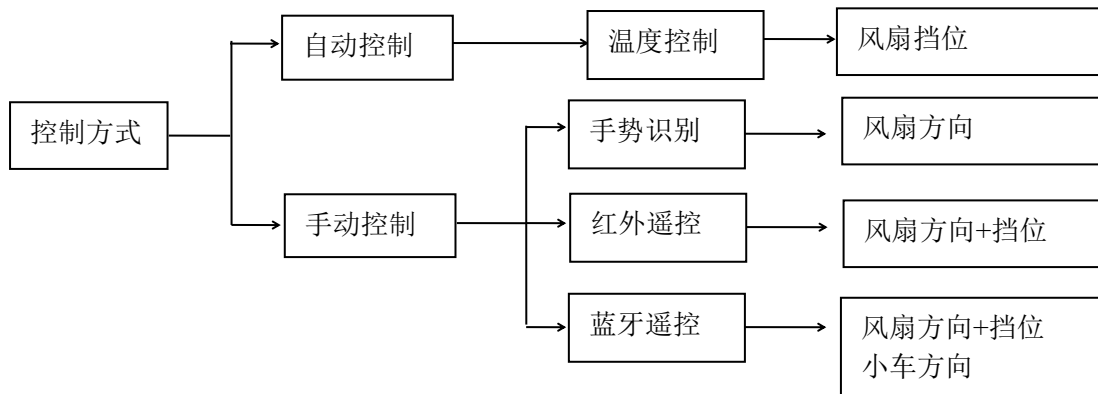 自动控制
温度控制
风扇挡位
控制方式
手势识别
风扇方向
手动控制
红外遥控
风扇方向+挡位
蓝牙遥控
风扇方向+挡位
小车方向